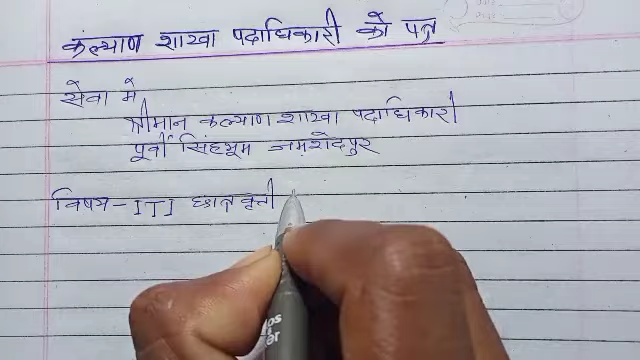 कल्याण शाखा पदाधिकारी को पत्र
सेवा में
श्रीमान कल्याण शाखा पदाधिकारी
पूर्वी सिंहभूम जमशेदपुर
विषय - ITI छात्रवृती